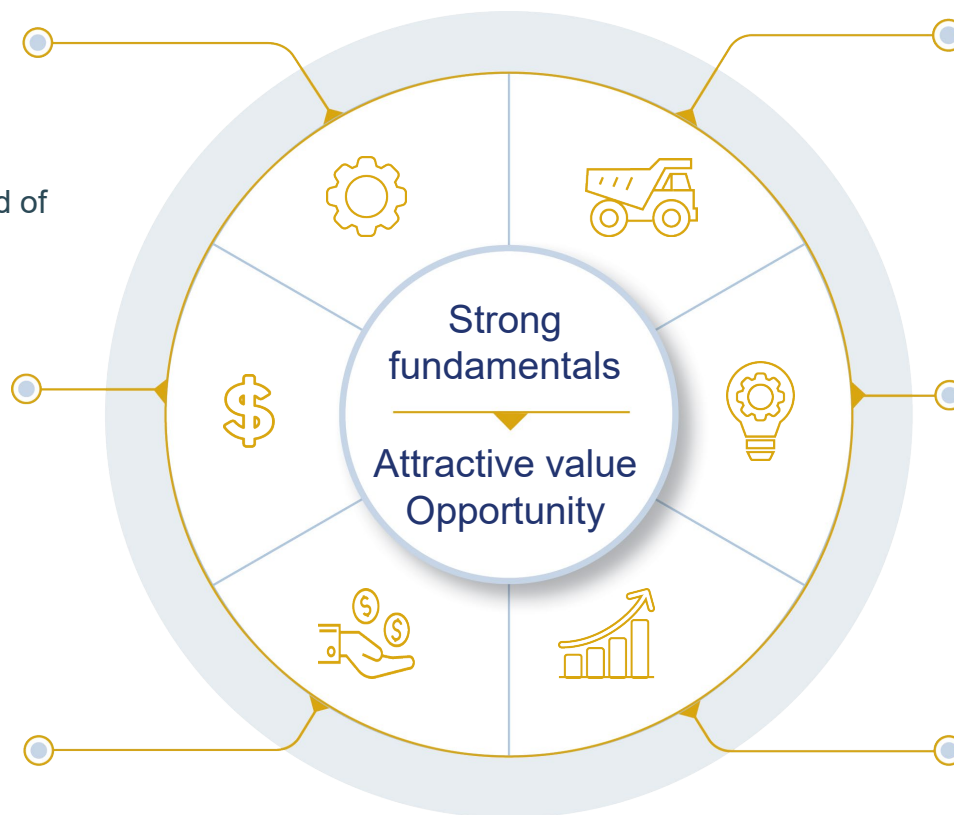 d of
Strong
fundamentals
Attractive value
Opportunity